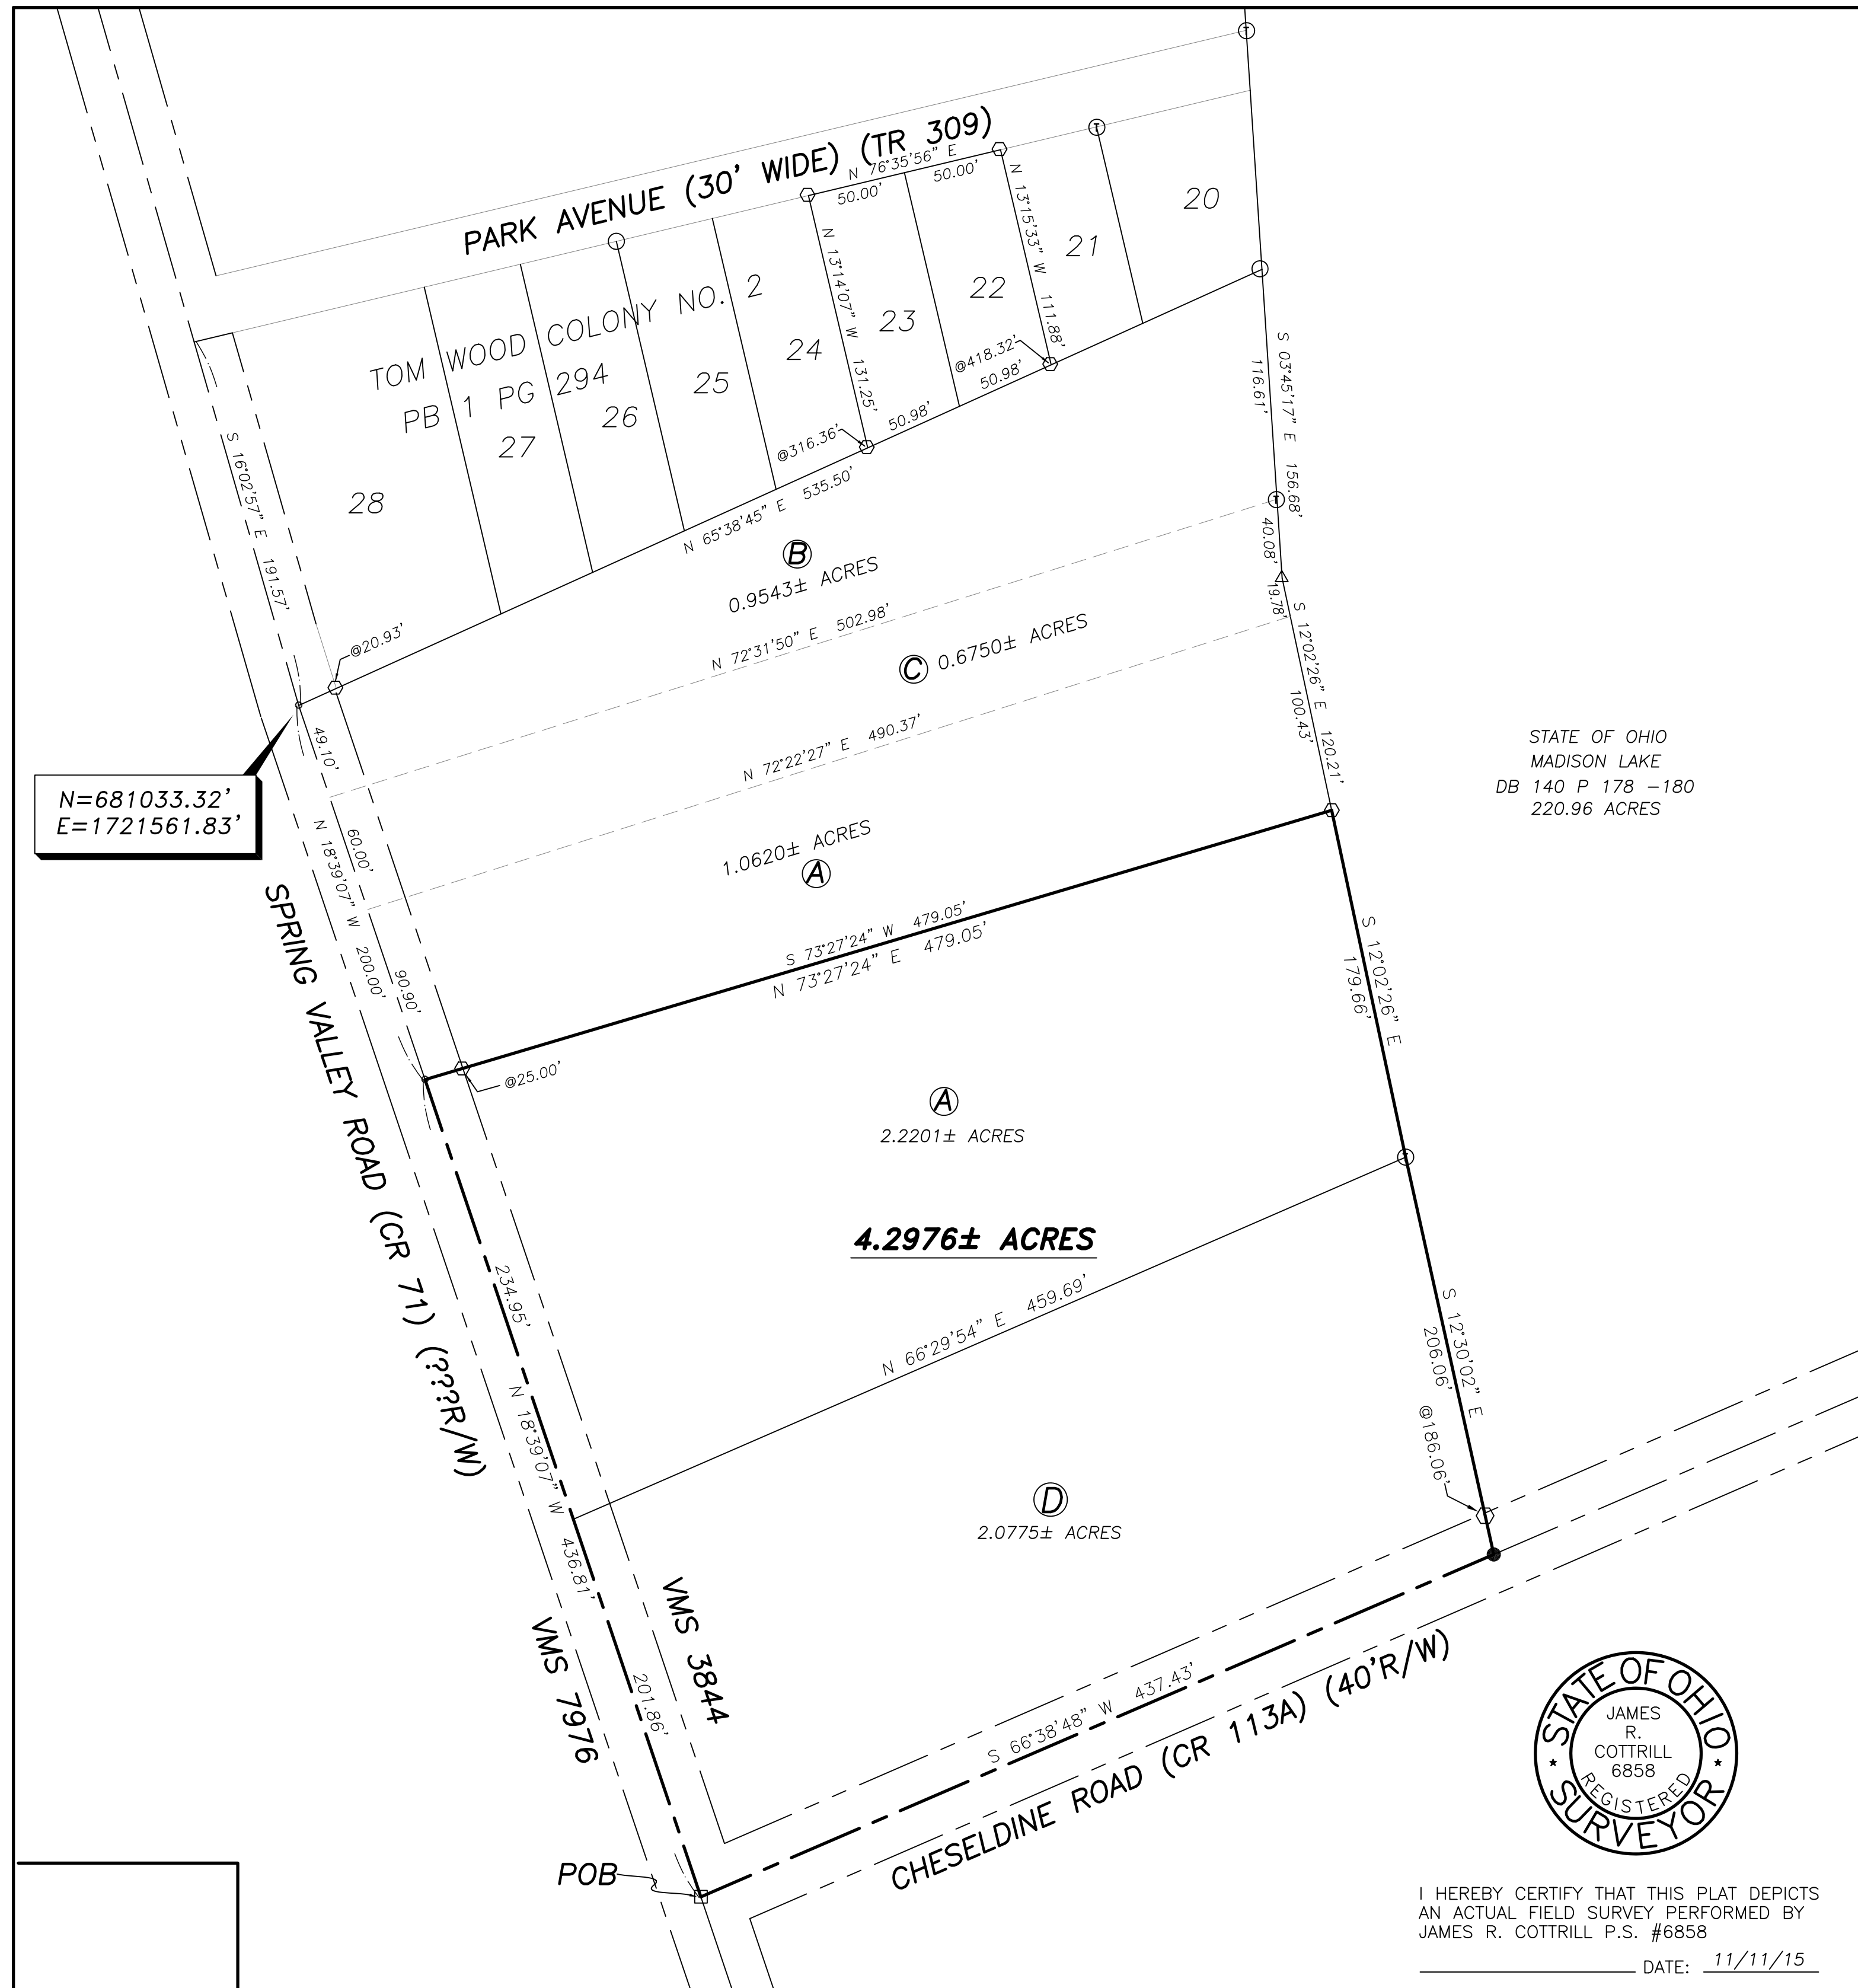 PARK AVENUE (30' WIDE) (TR 309)
N 76°35'56" E
50.00'
50.00'
N 13°15'33" W 111.88'
N 13°14'07" W 131.25'
20
21
22
23
24
25
26
27
28
TOM WOOD COLONY NO. 2
PB 1 PG 294
@418.32'
50.98'
50.98'
@316.36'
N 65°38'45" E 535.50'
S 03°45'17" E 156.68'
116.61'
40.08'
19.78'
S 12°02'26" E 120.21'
100.43'
S 16°02'57" E 191.57'
@20.93'
49.10'
B
0.9543± ACRES
N 72°31'50" E 502.98'
C 0.6750± ACRES
N 72°22'27" E 490.37'
N=681033.32'
E=1721561.83'
60.00'
N 18°39'07" W 200.00'
90.90'
1.0620± ACRES
A
STATE OF OHIO
MADISON LAKE
DB 140 P 178 -180
220.96 ACRES
S 73°27'24" W 479.05'
N 73°27'24" E 479.05'
@25.00'
S 12°02'26" E
179.66'
SPRING VALLEY ROAD (CR 71) (???R/W)
A
2.2201± ACRES
4.2976± ACRES
234.95'
N 66°29'54" E 459.69'
S 12°30'02" E
206.06'
@186.06'
N 18°39'07" W 436.81'
D
2.0775± ACRES
VMS 3844
VMS 7976
201.86'
S 66°38'48" W 437.43'
CHESELDINE ROAD (CR 113A) (40'R/W)
POB
STATE OF OHIO
JAMES
R.
COTTRILL
6858
REGISTERED
SURVEYOR
I HEREBY CERTIFY THAT THIS PLAT DEPICTS
AN ACTUAL FIELD SURVEY PERFORMED BY
JAMES R. COTTRILL P.S. #6858
DATE: 11/11/15